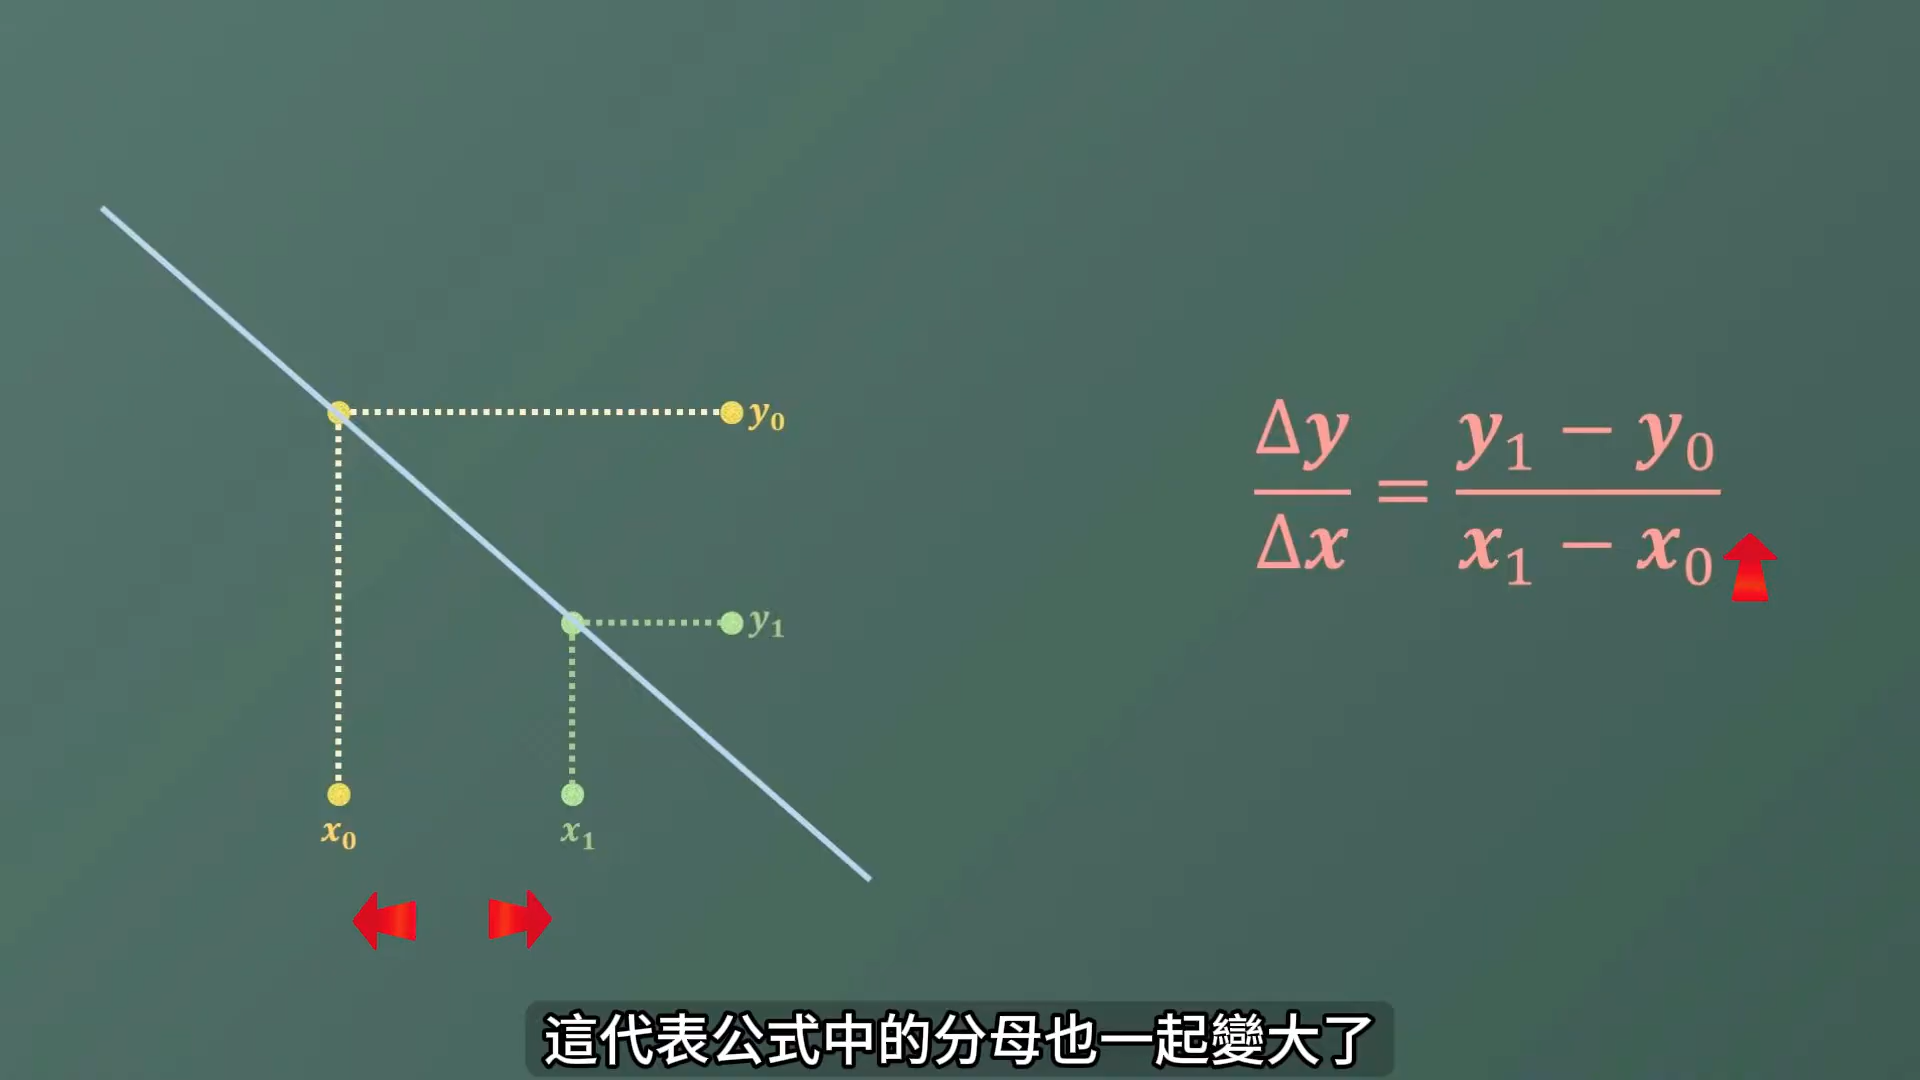 y₀
y₁
x₀
x₁
Δy/Δx = (y₁ − y₀)/(x₁ − x₀)
這代表公式中的分母也一起變大了